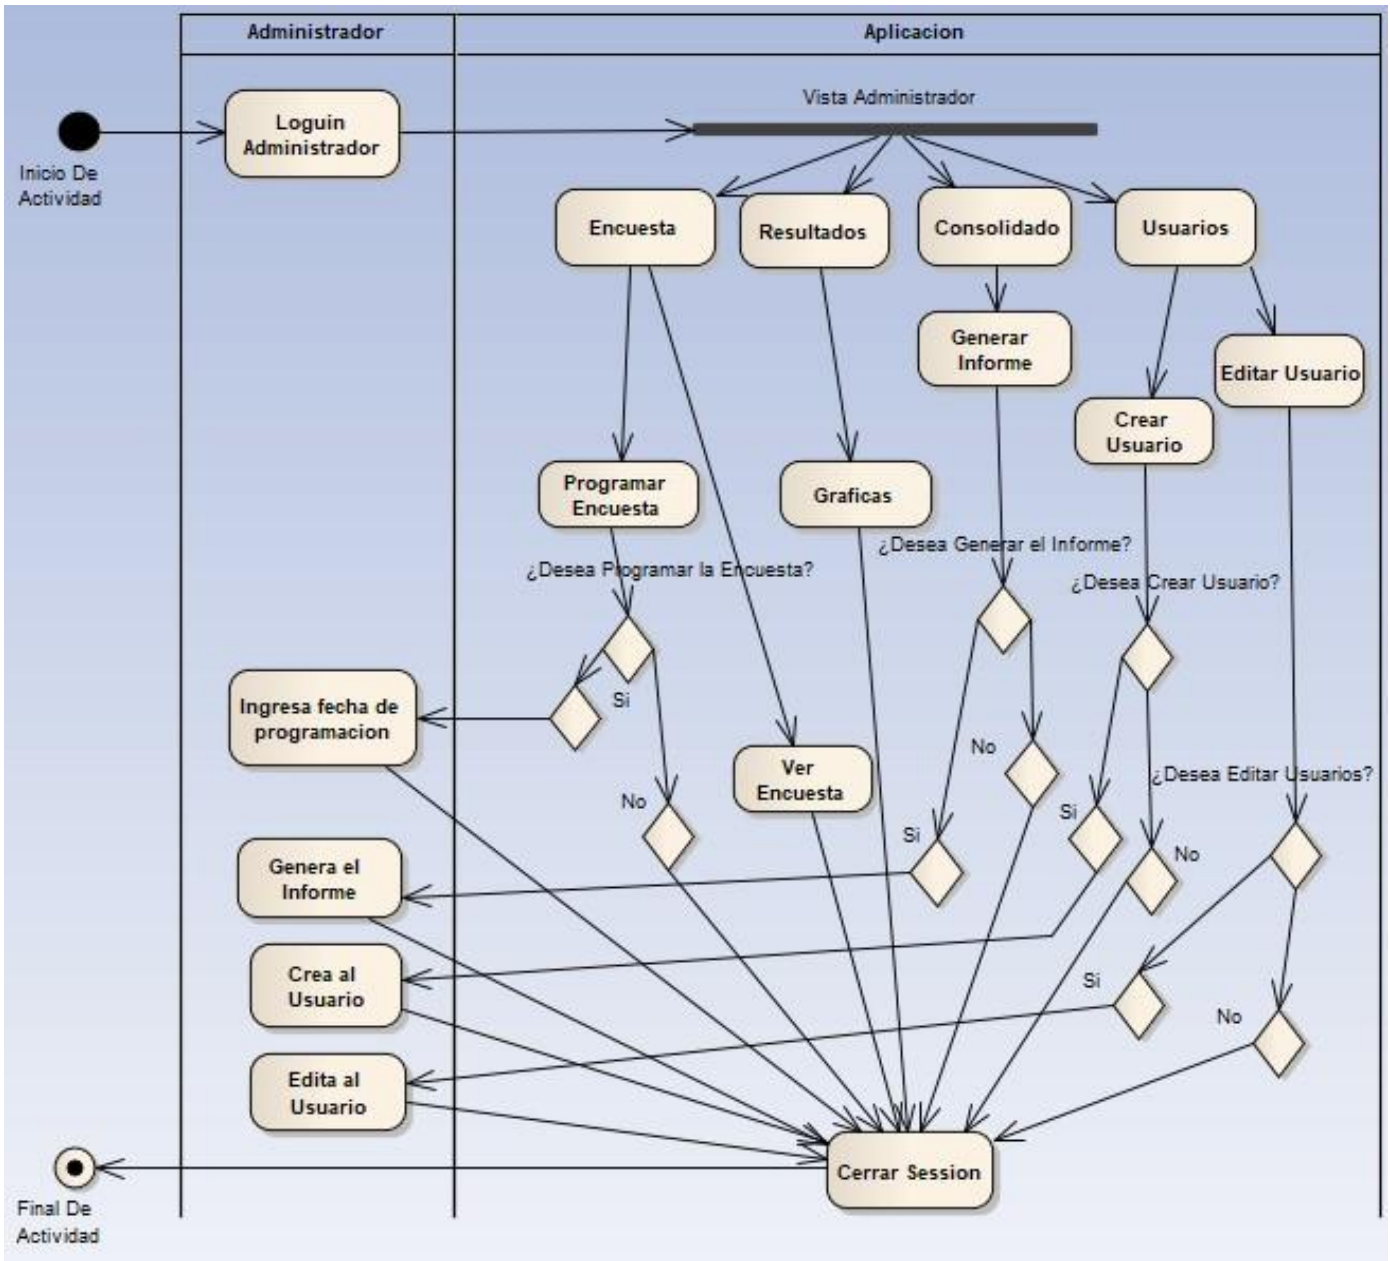 Administrador
Aplicacion
Vista Administrador
Loguin
Administrador
Inicio De
Actividad
Encuesta
Resultados
Consolidado
Usuarios
Generar
Informe
Editar Usuario
Crear
Usuario
Programar
Encuesta
Graficas
¿Desea Generar el Informe?
¿Desea Programar la Encuesta?
¿Desea Crear Usuario?
Ingresa fecha de
programacion
Si
No
Ver
Encuesta
¿Desea Editar Usuarios?
No
Si
Si
No
Genera el
Informe
Crea al
Usuario
Si
No
Edita al
Usuario
Cerrar Session
Final De
Actividad